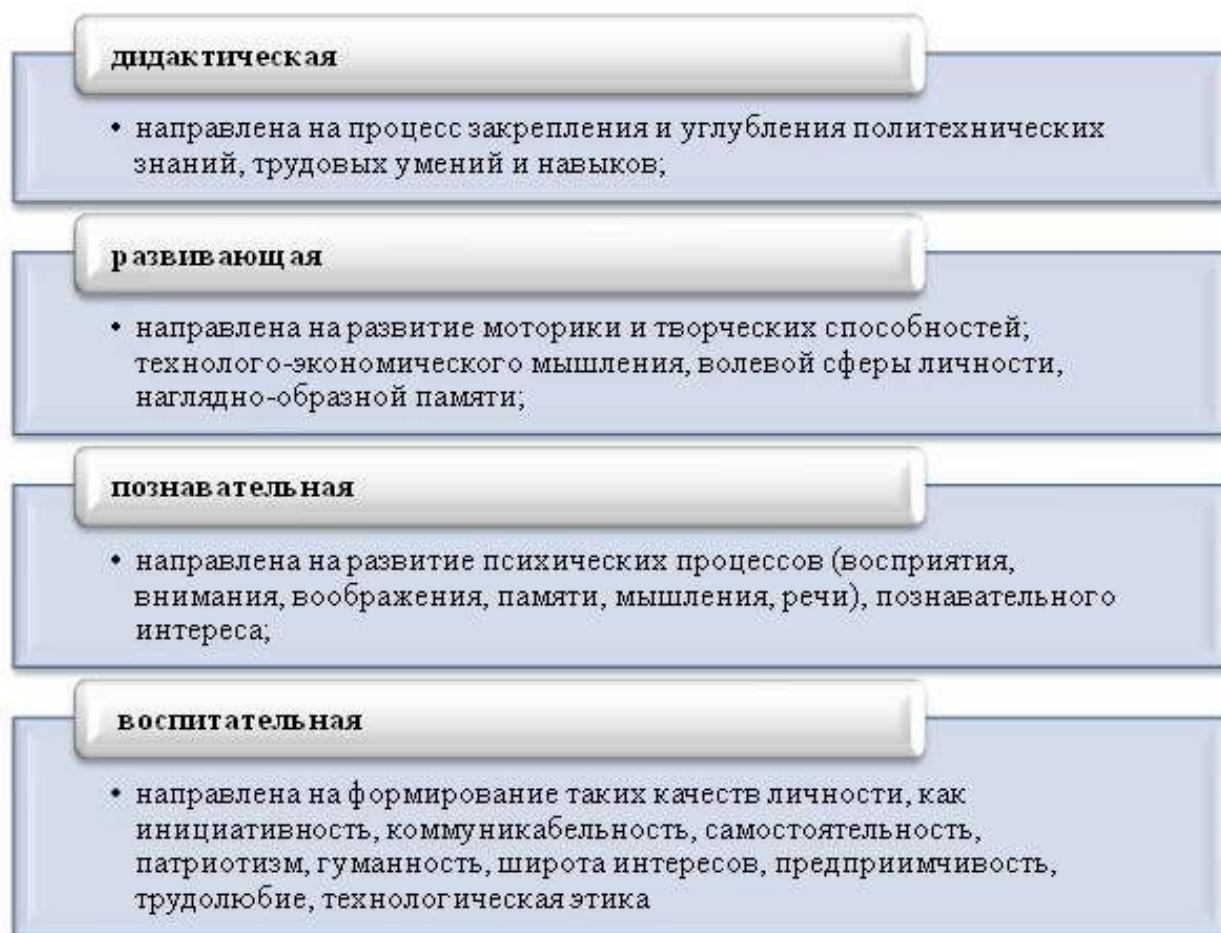 дидактическая
• направлена на процесс закрепления и углубления политехнических
знаний, трудовых умений и навыков;
развивающая
• направлена на развитие моторики и творческих способностей;
технолого-экономического мышления, волевой сферы личности,
наглядно-образной памяти;
познавательная
• направлена на развитие психических процессов (восприятия,
внимания, воображения, памяти, мышления, речи), познавательного
интереса;
воспитательная
• направлена на формирование таких качеств личности, как
инициативность, коммуникабельность, самостоятельность,
патриотизм, гуманность, широта интересов, предприимчивость,
трудолюбие, технологическая этика